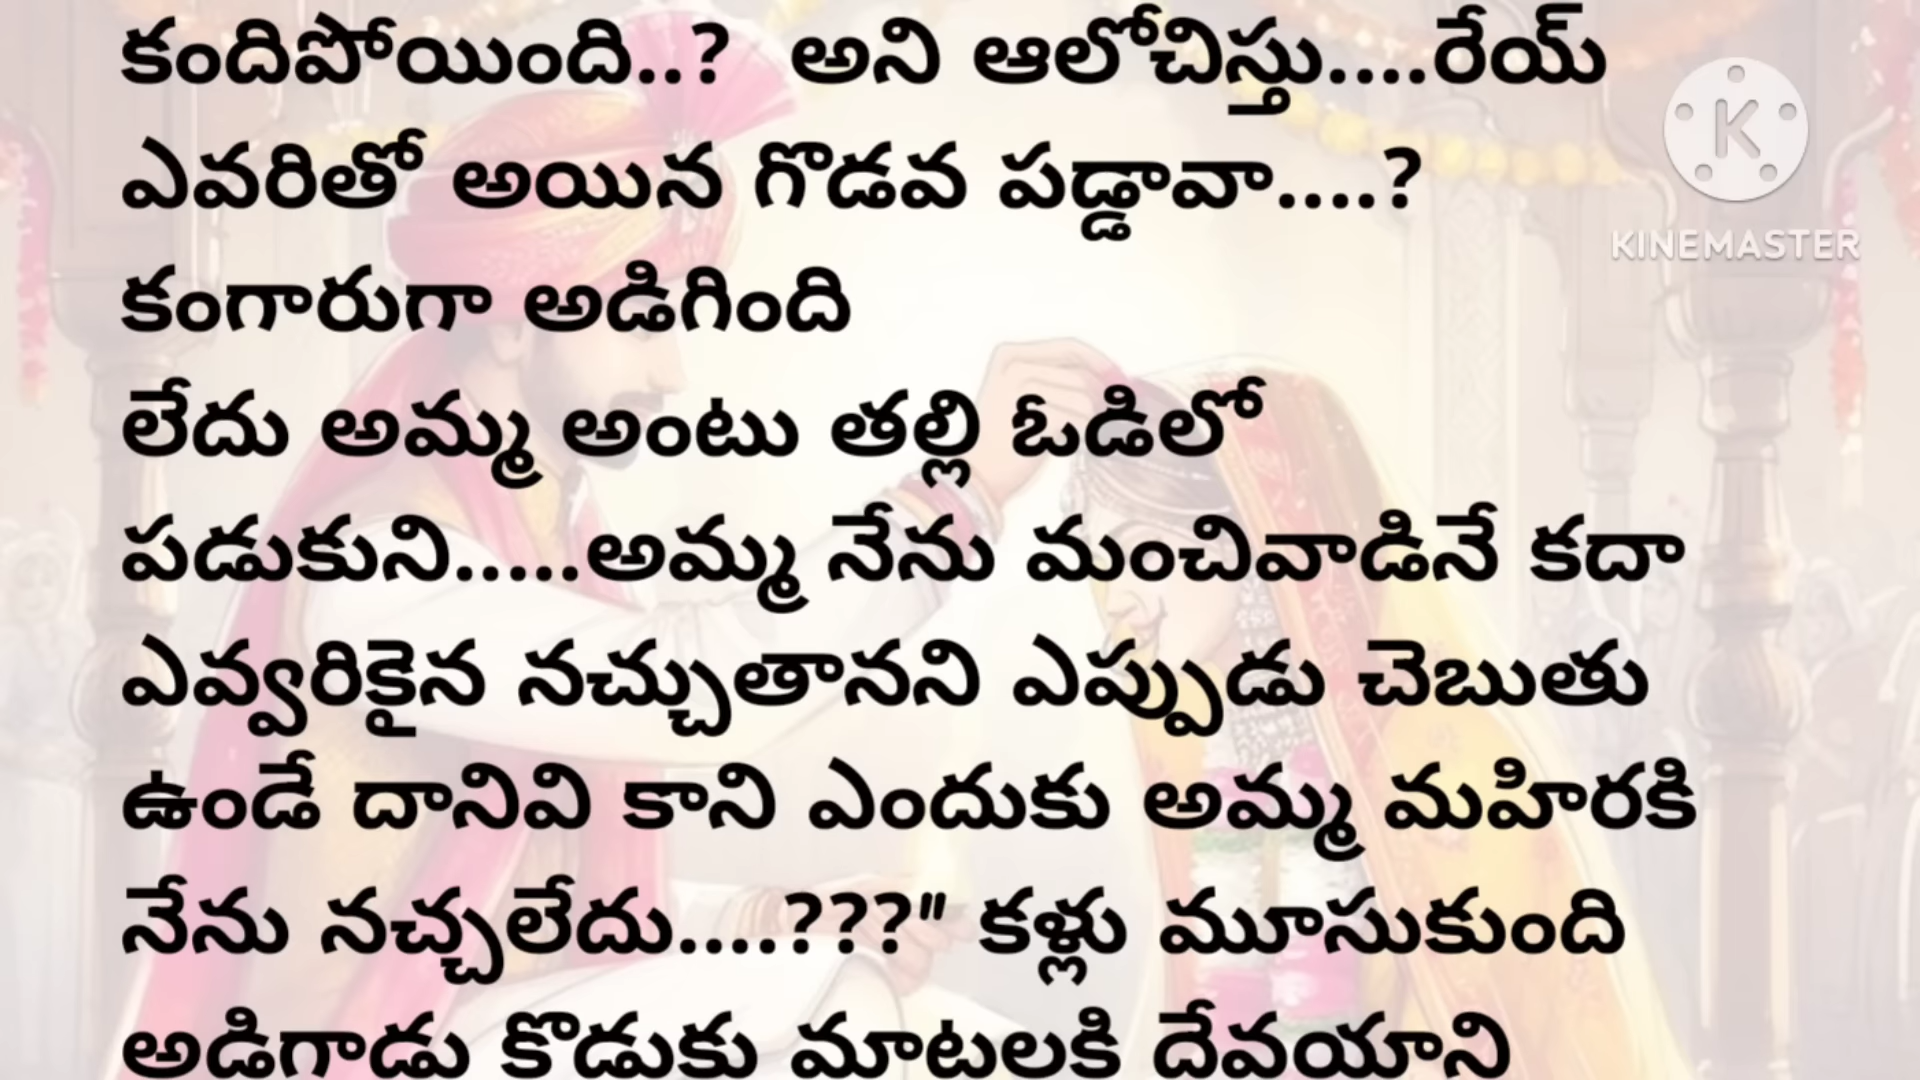 కందిపోయింది..? అని ఆలోచిస్తు....రేయ్
ఎవరితో అయిన గొడవ పడ్డావా....?
కంగారుగా అడిగింది
లేదు అమ్మ అంటు తల్లి ఓడిలో
పడుకుని.....అమ్మ నేను మంచివాడినే కదా
ఎవ్వరికైన నచ్చుతానని ఎప్పుడు చెబుతు
ఉండే దానివి కాని ఎందుకు అమ్మ మహిరకి
నేను నచ్చలేదు....???" కళ్లు మూసుకుంది
అడిగాడు కొడుకు మాటలకి దేవయాని
K
KINEMASTER